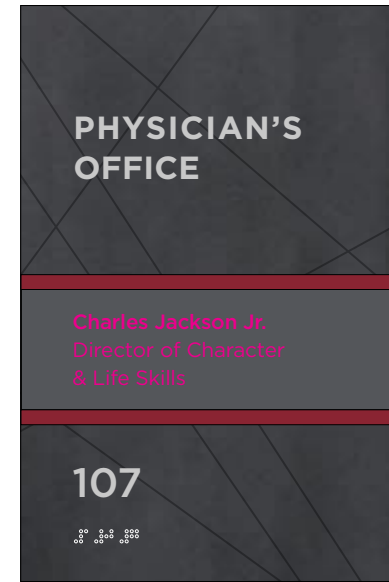 PHYSICIAN'S
OFFICE
Charles Jackson Jr.
Director of Character
& Life Skills
107